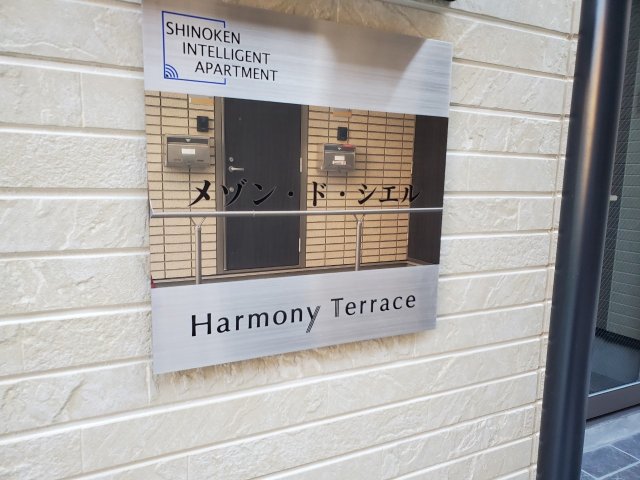 SHINOKEN
INTELLIGENT
APARTMENT
メゾン・ド・シエル
Harmony Terrace